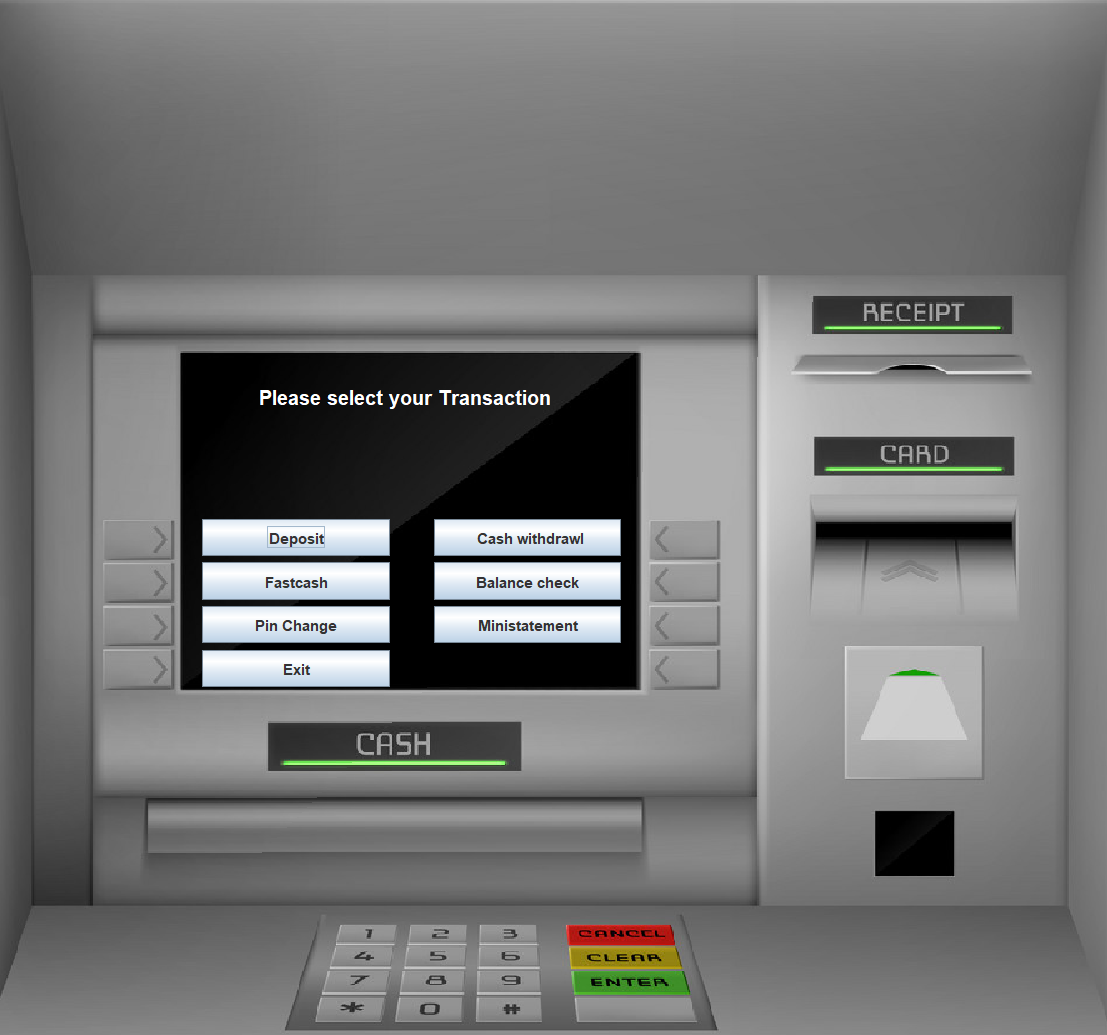 RECEIPT
Please select your Transaction
CARD
Deposit
Cash withdrawl
Fastcash
Balance check
Pin Change
Ministatement
Exit
CASH
1 2 3 CANCEL
4 5 6 CLEAR
7 8 9 ENTER
* 0 #